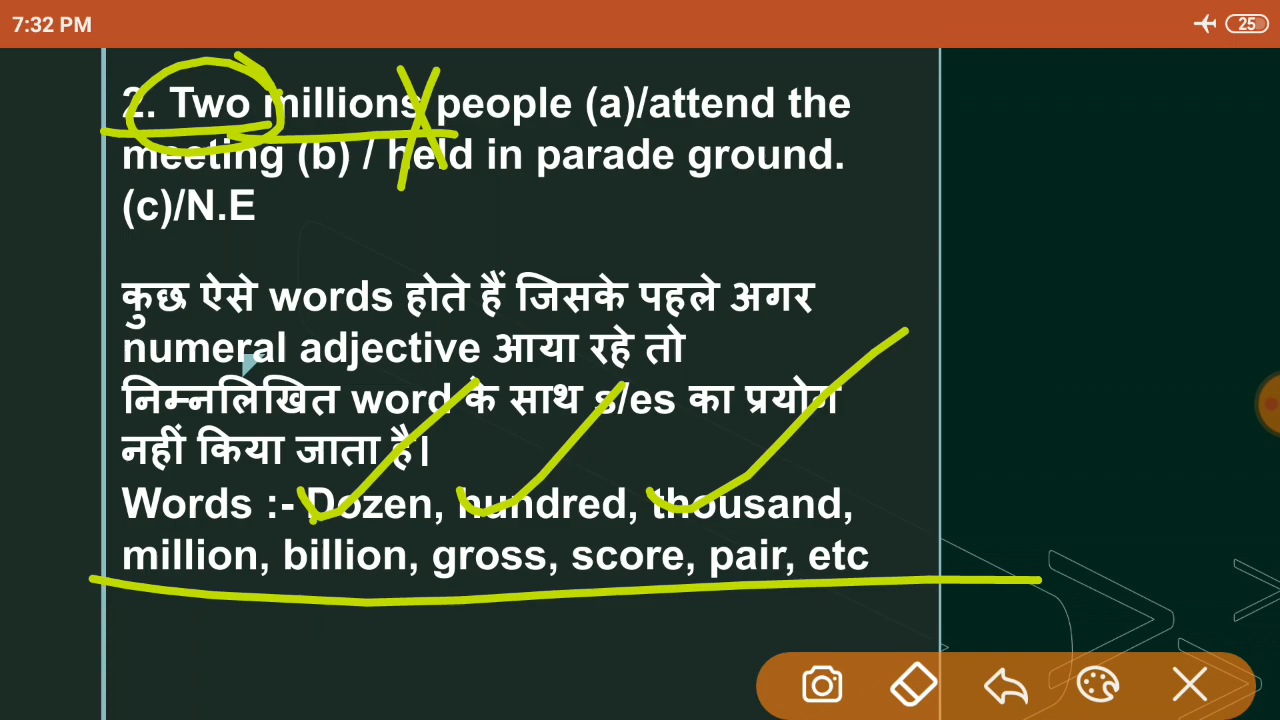 7:32 PM
25
2. Two millions people (a)/attend the
meeting (b) / held in parade ground.
(c)/N.E
कुछ ऐसे words होते हैं जिसके पहले अगर
numeral adjective आया रहे तो
निम्नलिखित word के साथ s/es का प्रयोग
नहीं किया जाता है।
Words :- Dozen, hundred, thousand,
million, billion, gross, score, pair, etc